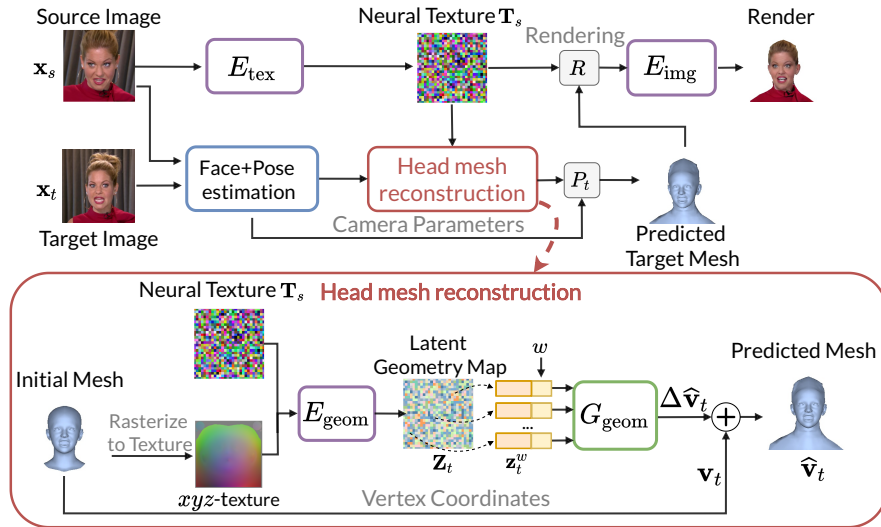 Source Image
Neural Texture T_s
Rendering
Render
x_s
E_tex
R
E_img
Face+Pose
estimation
Head mesh
reconstruction
P_t
x_t
Target Image
Camera Parameters
Predicted
Target Mesh
Neural Texture T_s
Head mesh reconstruction
Initial Mesh
Latent
Geometry Map
w
Predicted Mesh
Rasterize
to Texture
E_geom
...
G_geom
Δv̂_t
+
Z_t
z_t^w
v_t
v̂_t
xyz-texture
Vertex Coordinates